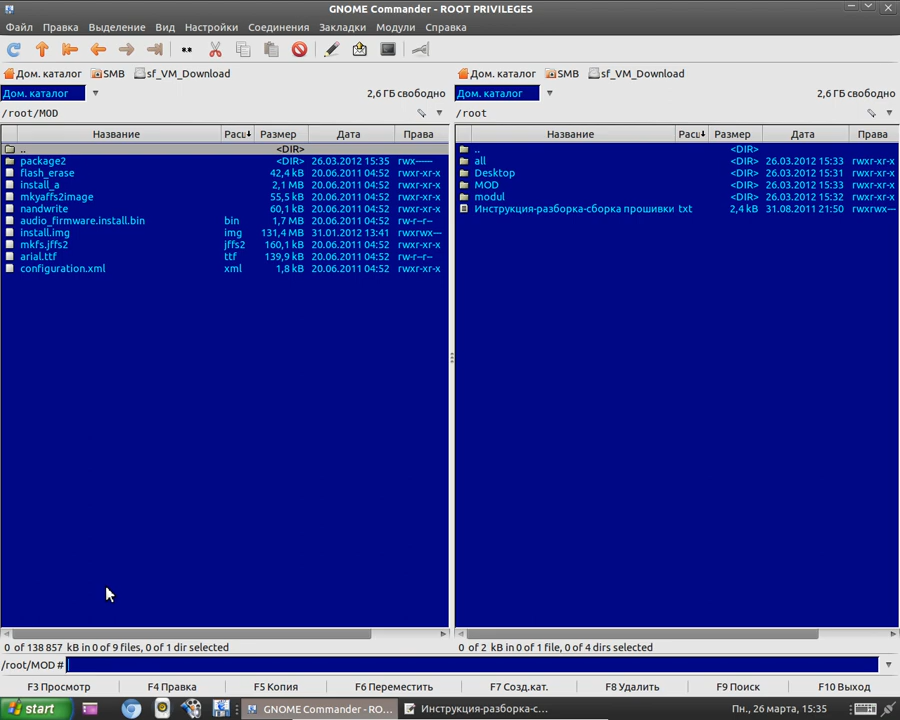 GNOME Commander - ROOT PRIVILEGES
Файл Правка Выделение Вид Настройки Соединения Закладки Модули Справка
Дом. каталог SMB sf_VM_Download
Дом. каталог 2,6 ГБ свободно
/root/MOD
Название Расш Размер Дата Права
.. <DIR>
package2 <DIR> 26.03.2012 15:35 rwx------
flash_erase 42,4 kB 20.06.2011 04:52 rwxr-xr-x
install_a 2,1 MB 20.06.2011 04:52 rwxr-xr-x
mkyaffs2image 55,5 kB 20.06.2011 04:52 rwxr-xr-x
nandwrite 60,1 kB 20.06.2011 04:52 rwxr-xr-x
audio_firmware.install.bin bin 1,7 MB 20.06.2011 04:52 rw-r--r--
install.img img 131,4 MB 31.01.2012 13:41 rwxrwx---
mkfs.jffs2 jffs2 160,1 kB 20.06.2011 04:52 rwxr-xr-x
arial.ttf ttf 139,9 kB 20.06.2011 04:52 rw-r--r--
configuration.xml xml 1,8 kB 20.06.2011 04:52 rwxr-xr-x
0 of 138 857 kB in 0 of 9 files, 0 of 1 dir selected
Дом. каталог SMB sf_VM_Download
Дом. каталог 2,6 ГБ свободно
/root
Название Расш Размер Дата Права
.. <DIR>
all <DIR> 26.03.2012 15:33 rwxr-xr-x
Desktop <DIR> 26.03.2012 15:31 rwxr-xr-x
MOD <DIR> 26.03.2012 15:33 rwxr-xr-x
modul <DIR> 26.03.2012 15:32 rwxr-xr-x
Инструкция-разборка-сборка прошивки txt 2,4 kB 31.08.2011 21:50 rwxrwx---
0 of 2 kB in 0 of 1 file, 0 of 4 dirs selected
/root/MOD #
F3 Просмотр F4 Правка F5 Копия F6 Переместить F7 Созд.кат. F8 Удалить F9 Поиск F10 Выход
start GNOME Commander - RO... Инструкция-разборка-с... Пн., 26 марта, 15:35